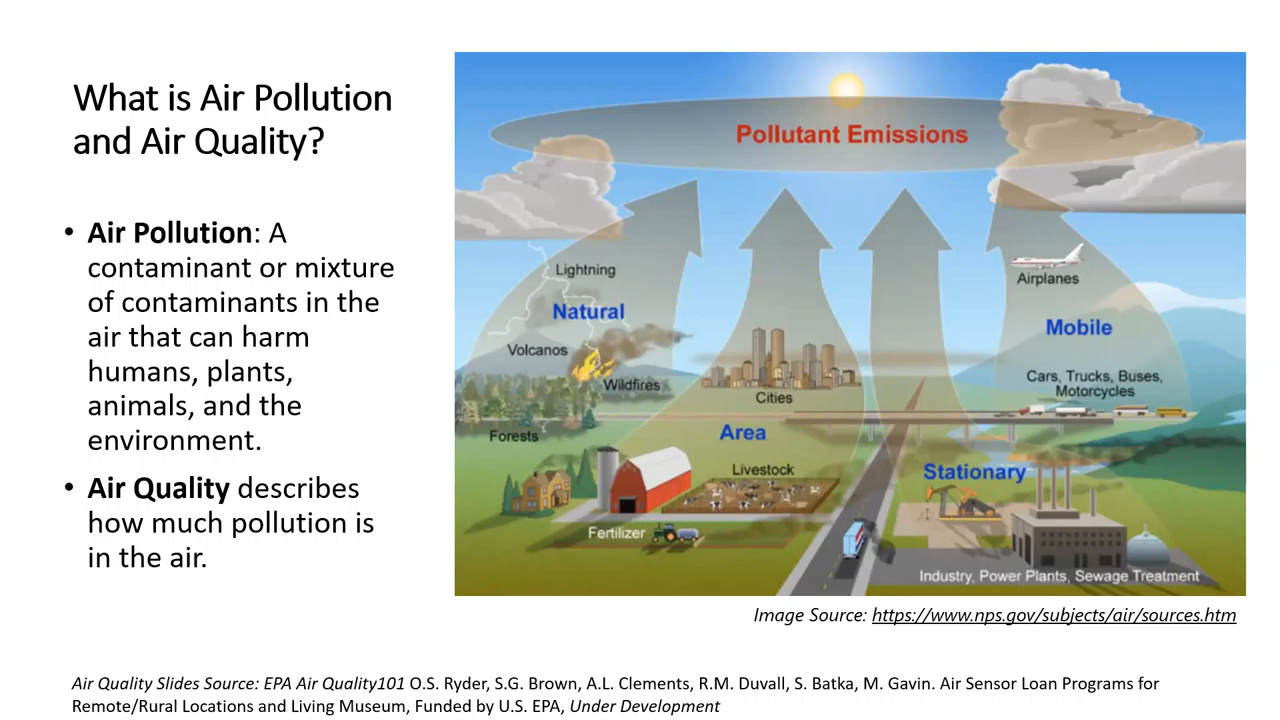 What is Air Pollution
and Air Quality?
• Air Pollution: A
contaminant or mixture
of contaminants in the
air that can harm
humans, plants,
animals, and the
environment.
• Air Quality describes
how much pollution is
in the air.
Pollutant Emissions
Lightning
Natural
Volcanos
Wildfires
Forests
Cities
Area
Livestock
Fertilizer
Airplanes
Mobile
Cars, Trucks, Buses,
Motorcycles
Stationary
Industry, Power Plants, Sewage Treatment
Image Source: https://www.nps.gov/subjects/air/sources.htm
Air Quality Slides Source: EPA Air Quality101 O.S. Ryder, S.G. Brown, A.L. Clements, R.M. Duvall, S. Batka, M. Gavin. Air Sensor Loan Programs for
Remote/Rural Locations and Living Museum, Funded by U.S. EPA, Under Development